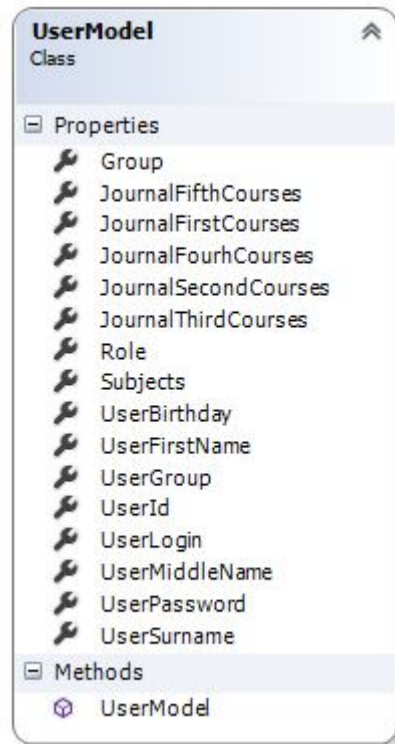 UserModel
Class
Properties
Group
JournalFifthCourses
JournalFirstCourses
JournalFourhCourses
JournalSecondCourses
JournalThirdCourses
Role
Subjects
UserBirthday
UserFirstName
UserGroup
UserId
UserLogin
UserMiddleName
UserPassword
UserSurname
Methods
UserModel